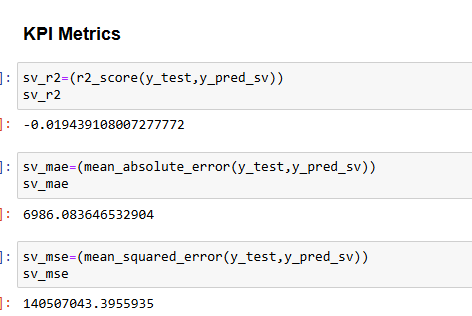 KPI Metrics
]: sv_r2=(r2_score(y_test,y_pred_sv))
sv_r2
]: -0.019439108007277772
]: sv_mae=(mean_absolute_error(y_test,y_pred_sv))
sv_mae
]: 6986.083646532904
]: sv_mse=(mean_squared_error(y_test,y_pred_sv))
sv_mse
]: 140507043.3955935